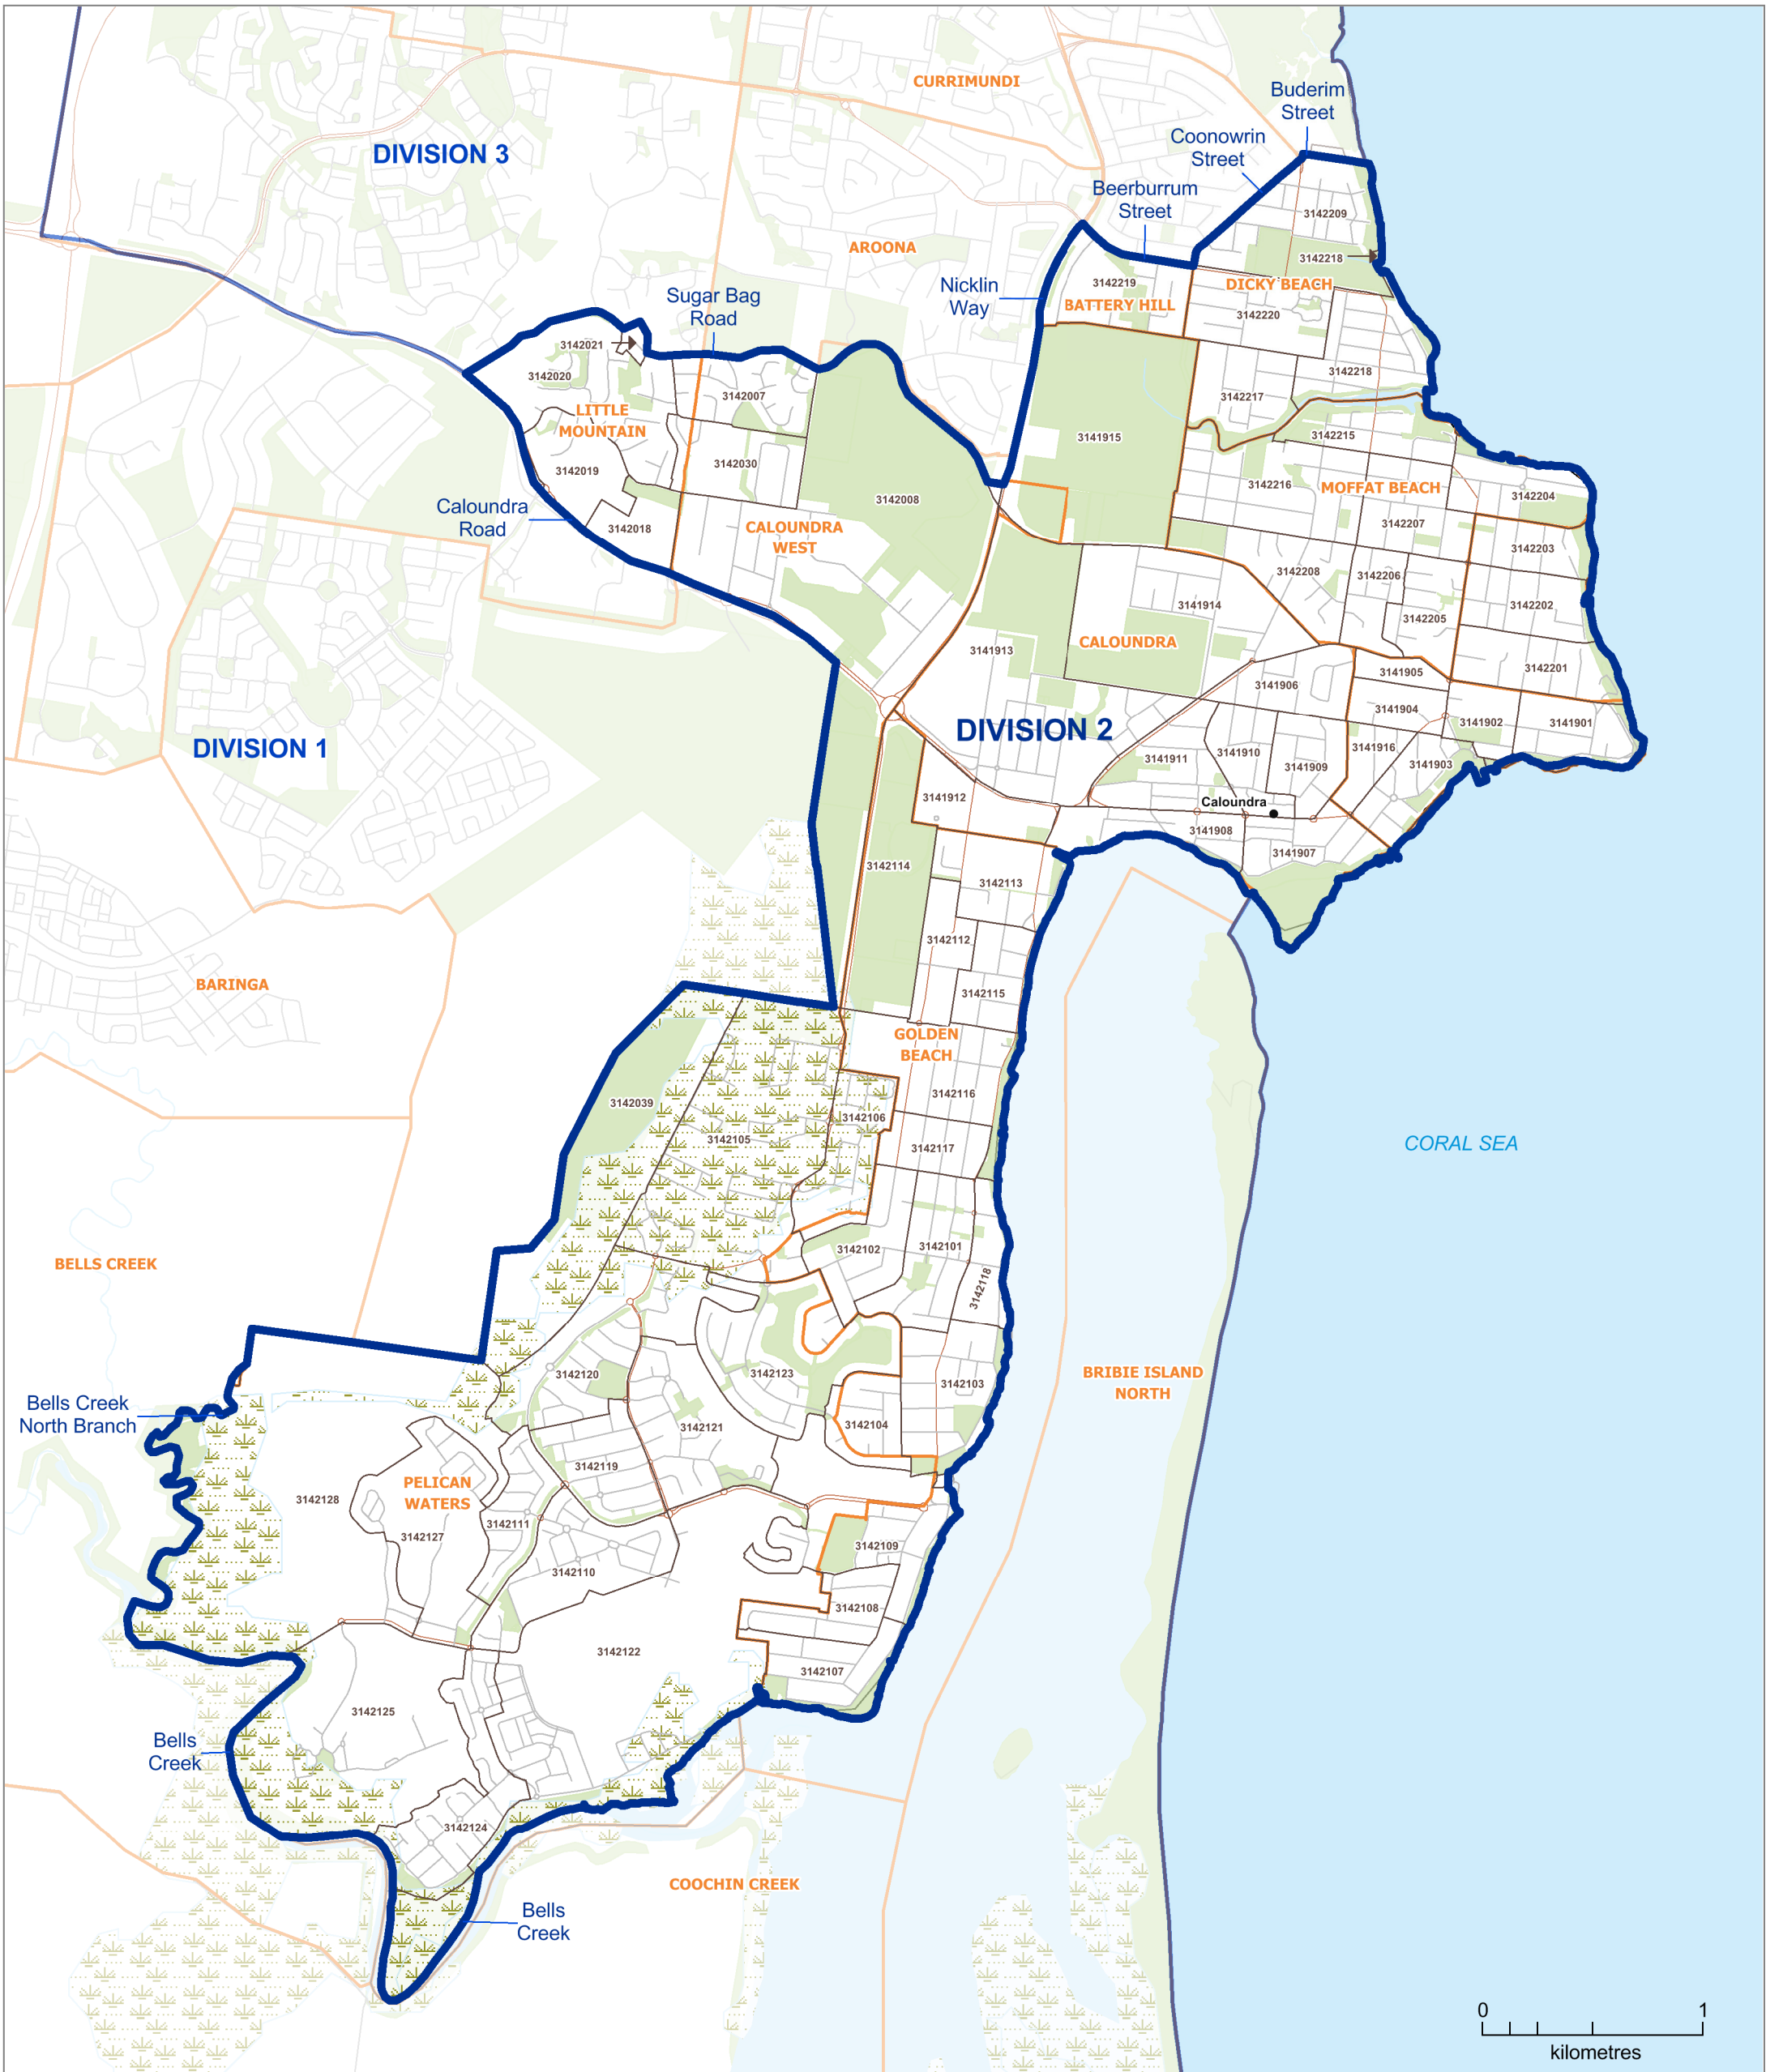 CURRIMUNDI
Buderim
Street
DIVISION 3
Coonowrin
Street
Beerburrum
Street
3142209
AROONA
3142218
Nicklin
Way
3142219
DICKY BEACH
BATTERY HILL
Sugar Bag
Road
3142220
3142021
3142020
3142218
3142007
3142217
LITTLE
MOUNTAIN
3141915
3142215
3142030
3142019
3142216
MOFFAT BEACH
3142204
3142008
Caloundra
Road
3142018
CALOUNDRA
WEST
3142207
3142203
3142208
3142206
3141914
3142202
3142205
CALOUNDRA
3141913
3142201
3141905
3141906
3141904
DIVISION 2
3141902
3141901
DIVISION 1
3141916
3141910
3141911
3141909
3141903
3141912
Caloundra
3141908
3141907
3142114
3142113
3142112
BARINGA
3142115
GOLDEN
BEACH
3142116
3142039
3142106
3142105
3142117
CORAL SEA
3142102
3142101
BELLS CREEK
3142118
3142120
3142123
BRIBIE ISLAND
NORTH
3142103
Bells Creek
North Branch
3142104
3142121
3142119
PELICAN
WATERS
3142128
3142111
3142127
3142109
3142110
3142108
3142122
3142107
3142125
Bells
Creek
3142124
COOCHIN CREEK
Bells
Creek
0 1
kilometres